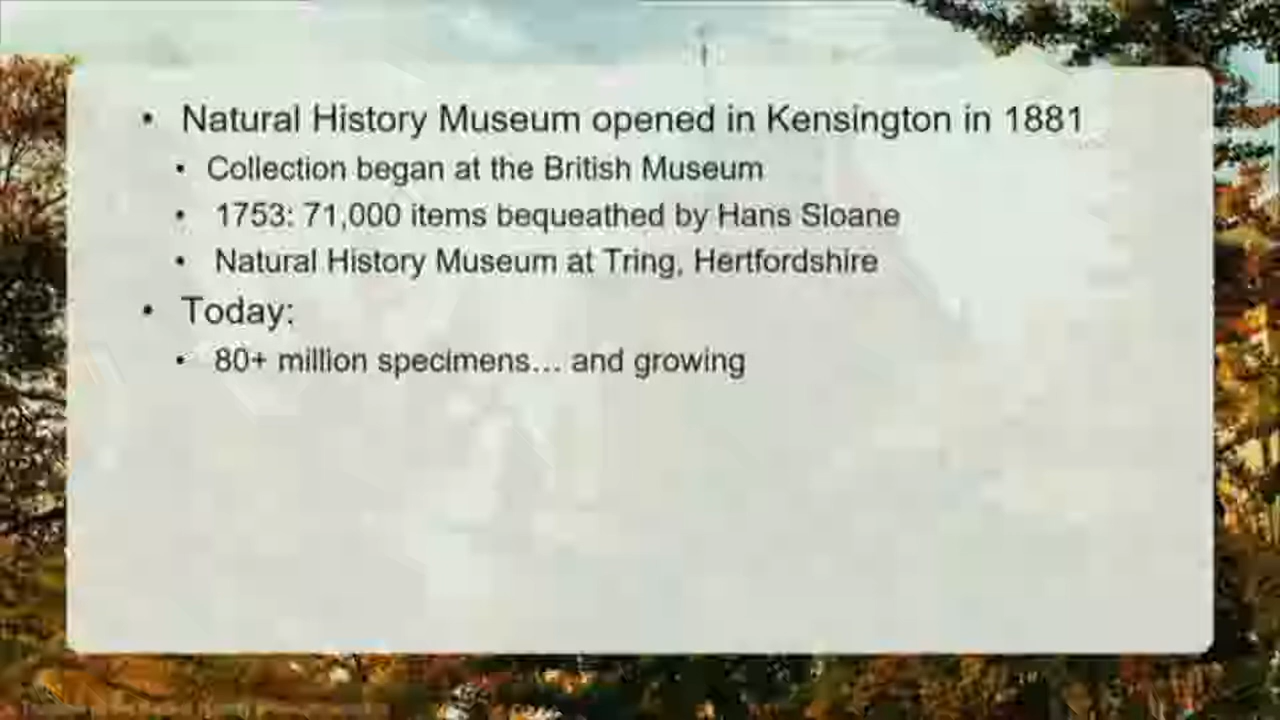 • Natural History Museum opened in Kensington in 1881
• Collection began at the British Museum
• 1753: 71,000 items bequeathed by Hans Sloane
• Natural History Museum at Tring, Hertfordshire
• Today:
• 80+ million specimens… and growing